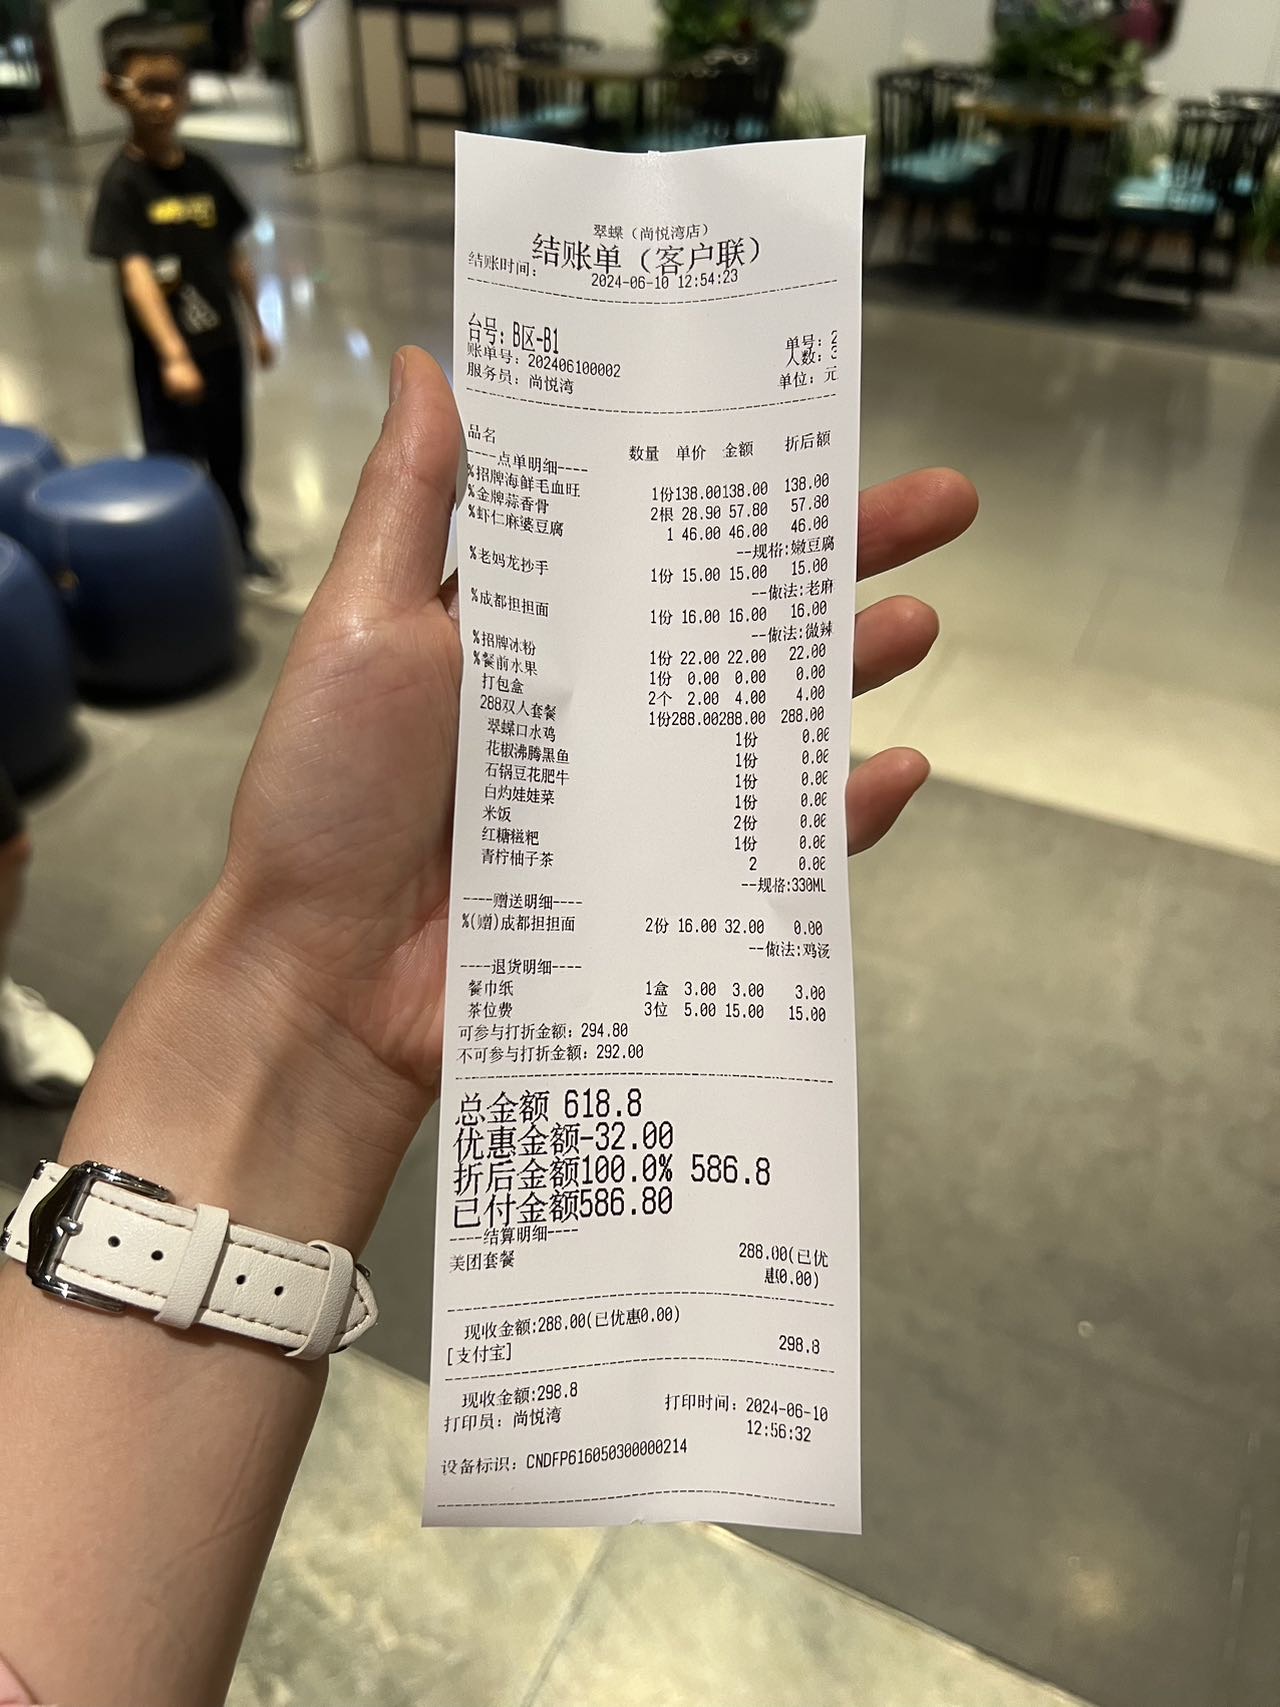 翠蝶（尚悦湾店）
结账单（客户联）
结账时间： 2024-06-10 12:54:23
台号：B区-B1 单号：2
账单号：202406100002 人数：3
服务员：尚悦湾 单位：元
品名 数量 单价 金额 折后额
----点单明细----
%招牌海鲜毛血旺 1份138.00138.00 138.00
%金牌蒜香骨 2根 28.90 57.80 57.80
%虾仁麻婆豆腐 1 46.00 46.00 46.00
--规格:嫩豆腐
%老妈龙抄手 1份 15.00 15.00 15.00
--做法:老麻
%成都担担面 1份 16.00 16.00 16.00
--做法:微辣
%招牌冰粉 1份 22.00 22.00 22.00
%餐前水果 1份 0.00 0.00 0.00
打包盒 2个 2.00 4.00 4.00
288双人套餐 1份288.00288.00 288.00
翠蝶口水鸡 1份 0.00
花椒沸腾黑鱼 1份 0.00
石锅豆花肥牛 1份 0.00
白灼娃娃菜 1份 0.00
米饭 2份 0.00
红糖糍粑 1份 0.00
青柠柚子茶 2 0.00
--规格:330ML
----赠送明细----
%(赠)成都担担面 2份 16.00 32.00 0.00
--做法:鸡汤
----退货明细----
餐巾纸 1盒 3.00 3.00 3.00
茶位费 3位 5.00 15.00 15.00
可参与打折金额：294.80
不可参与打折金额：292.00
总金额 618.8
优惠金额-32.00
折后金额100.0% 586.8
已付金额586.80
----结算明细----
美团套餐 288.00(已优
惠0.00)
现收金额:288.00(已优惠0.00)
[支付宝] 298.8
现收金额:298.8
打印员：尚悦湾 打印时间：2024-06-10
12:56:32
设备标识：CNDFP616050300000214